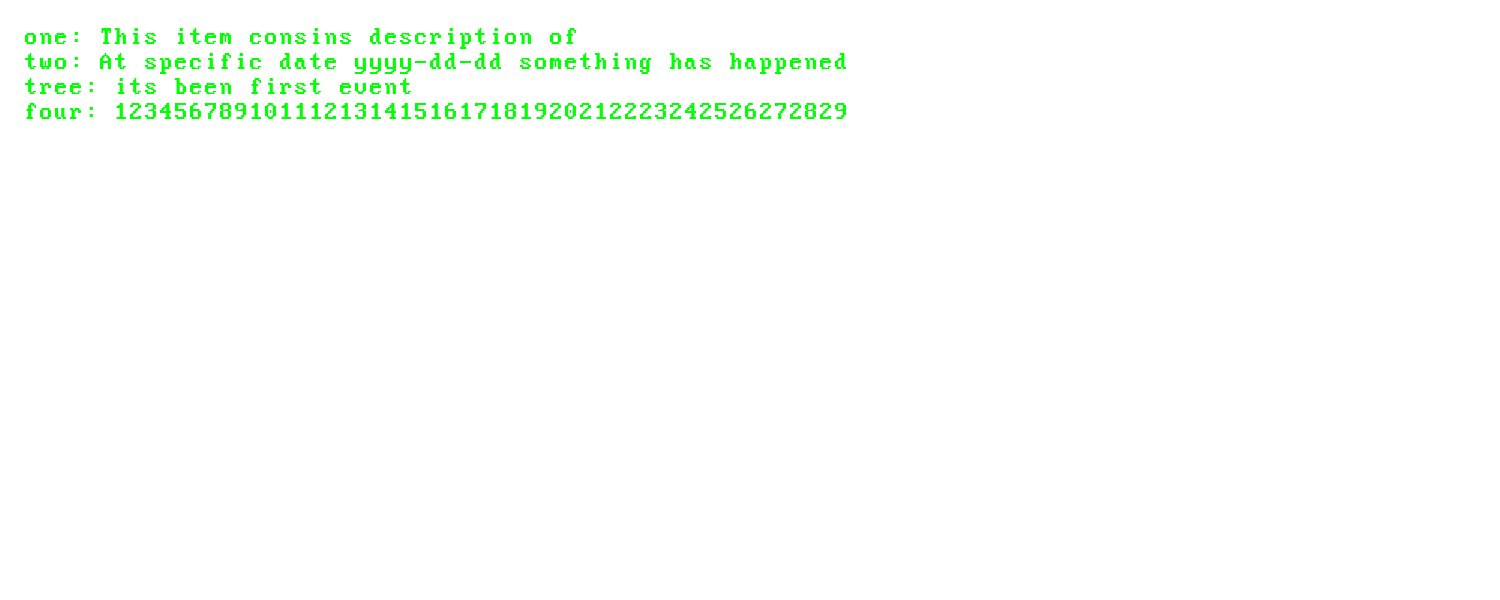 one: This item consins description of
two: At specific date yyyy-dd-dd something has happened
tree: its been first event
four: 1234567891011121314151617181920212223242526272829